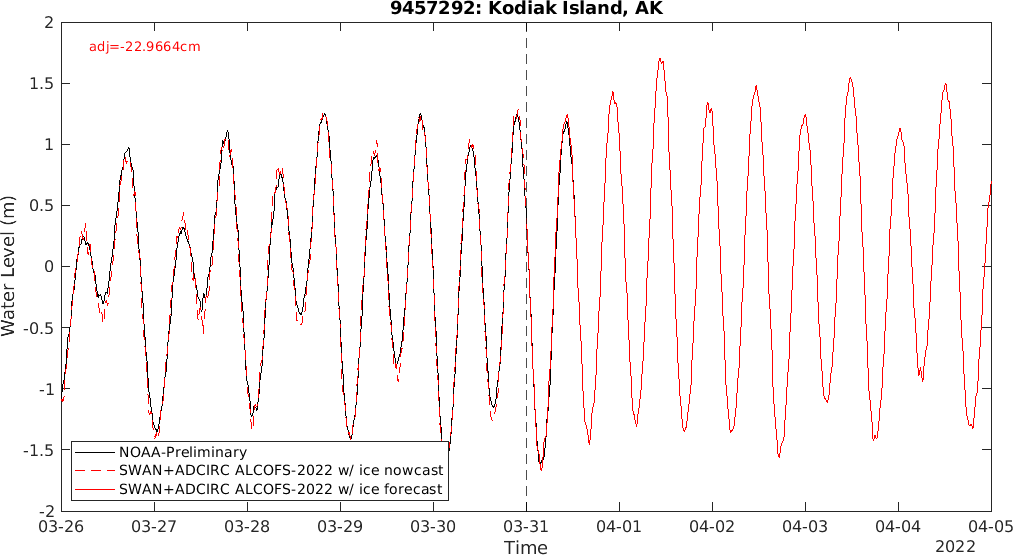 9457292: Kodiak Island, AK
adj=-22.9664cm
2
1.5
1
0.5
0
-0.5
-1
-1.5
-2
Water Level (m)
NOAA-Preliminary
SWAN+ADCIRC ALCOFS-2022 w/ ice nowcast
SWAN+ADCIRC ALCOFS-2022 w/ ice forecast
03-26 03-27 03-28 03-29 03-30 03-31 04-01 04-02 04-03 04-04 04-05
Time
2022